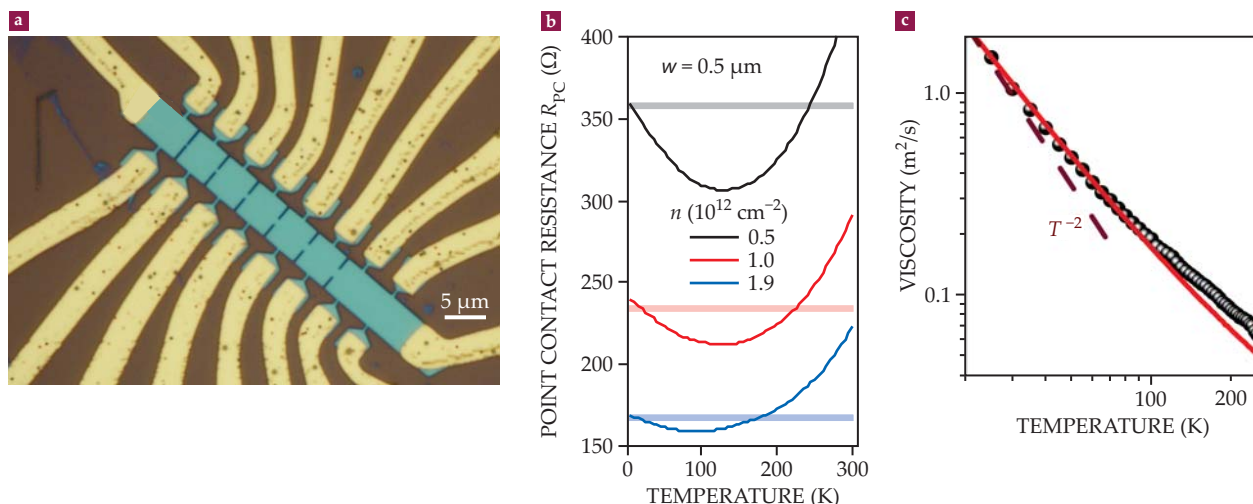 a
5 µm
b
POINT CONTACT RESISTANCE R_PC (Ω)
400
350
300
250
200
150
w = 0.5 µm
n (10¹² cm⁻²)
0.5
1.0
1.9
0
100
200
300
TEMPERATURE (K)
c
VISCOSITY (m²/s)
1.0
0.1
T⁻²
100
200
TEMPERATURE (K)